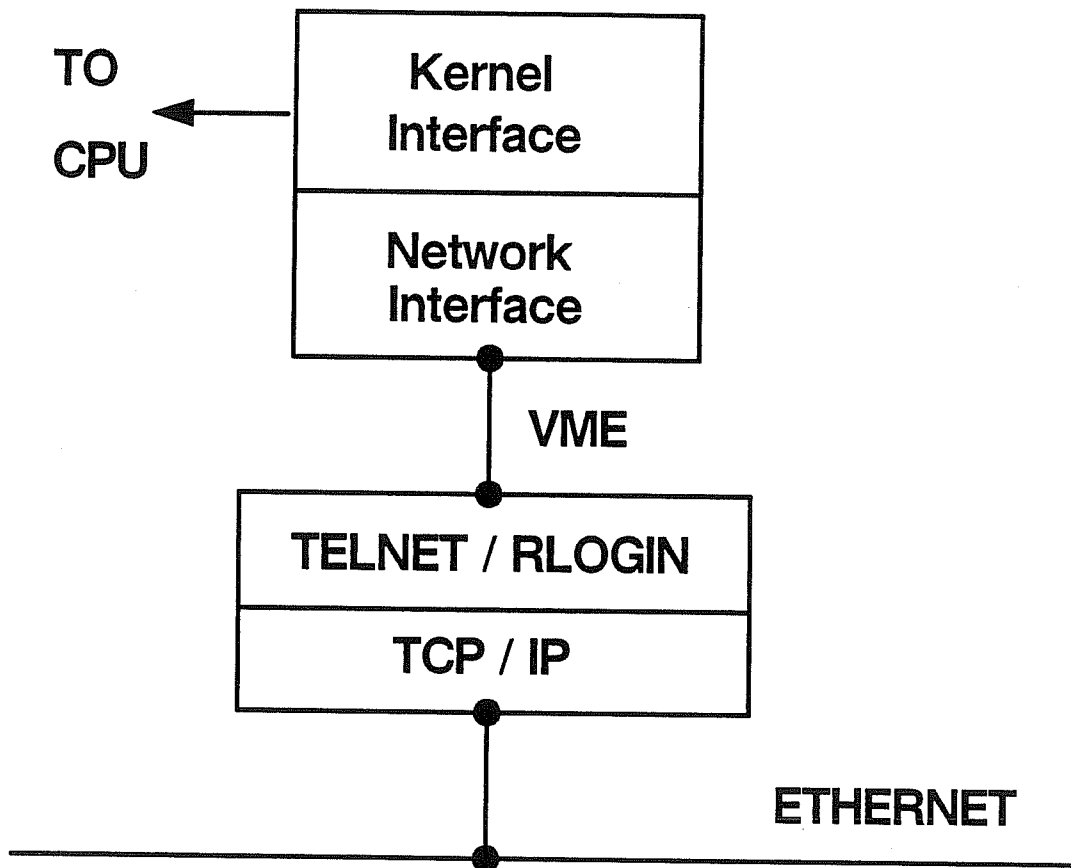 TO
CPU
Kernel
Interface
Network
Interface
VME
TELNET / RLOGIN
TCP / IP
ETHERNET